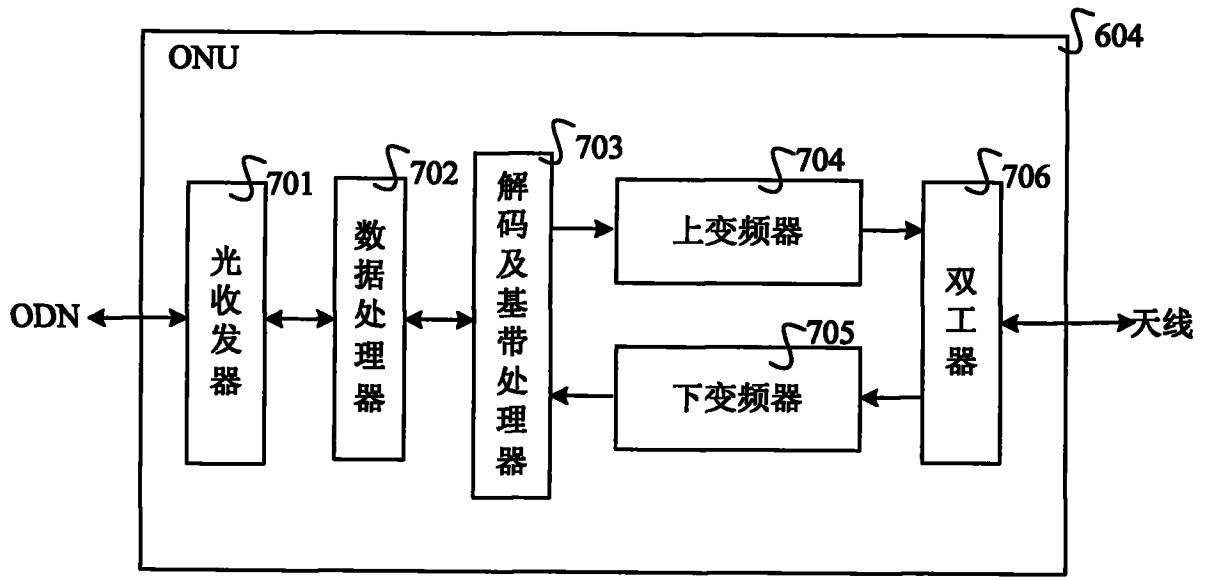 604
ONU
703
701
702
704
706
光收发器
数据处理器
解码及基带处理器
上变频器
双工器
ODN
天线
705
下变频器